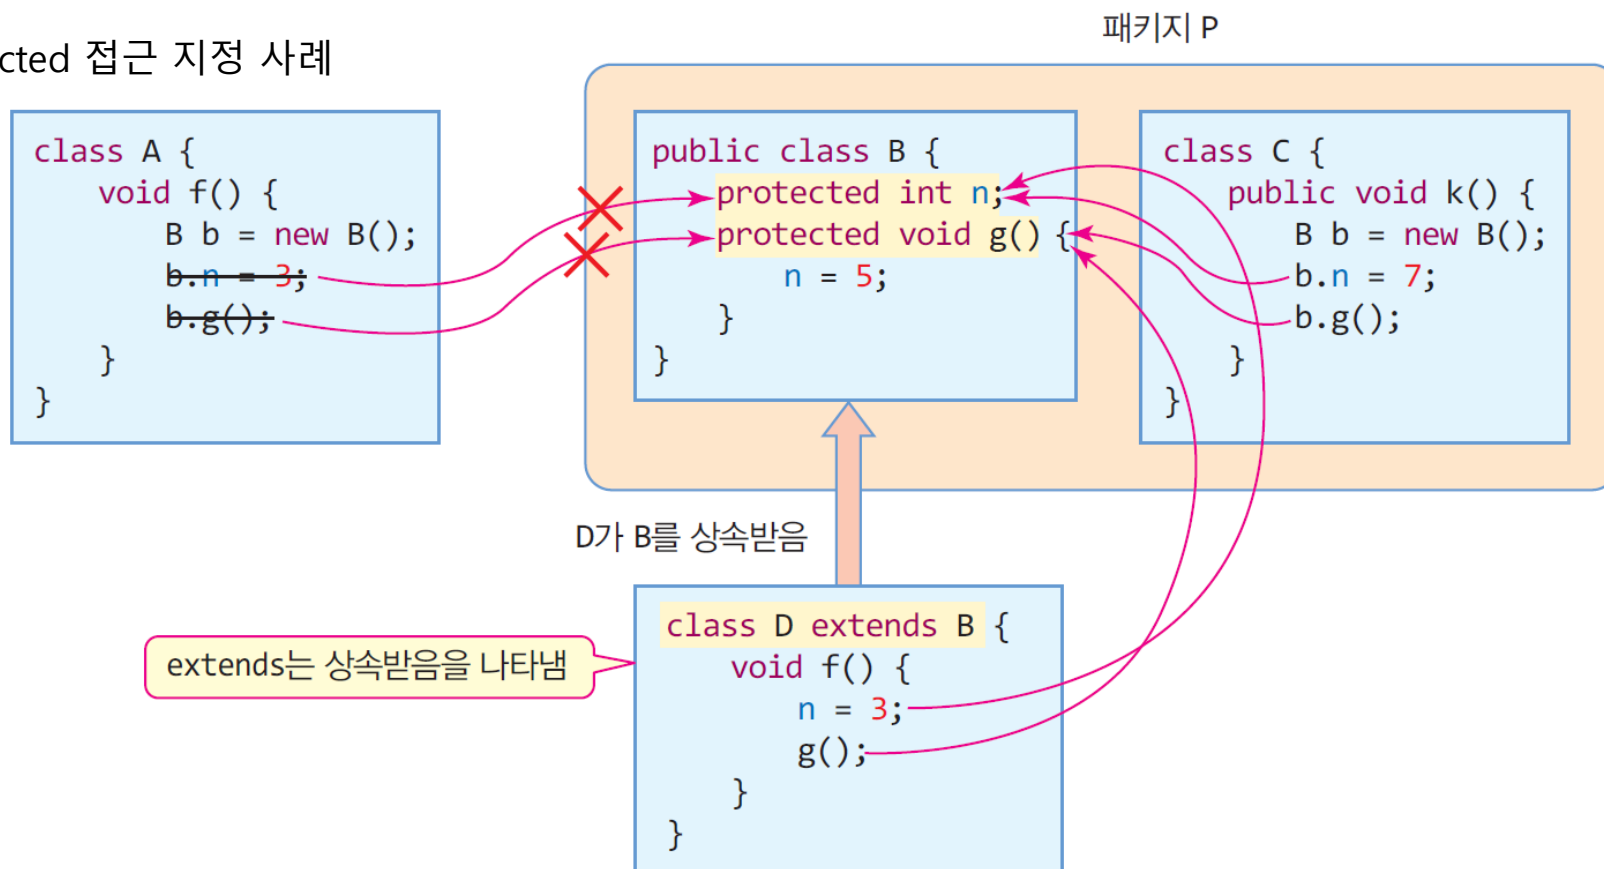 패키지 P
cted 접근 지정 사례
class A {
void f() {
B b = new B();
b.n = 3;
b.g();
}
}
public class B {
protected int n;
protected void g() {
n = 5;
}
}
class C {
public void k() {
B b = new B();
b.n = 7;
b.g();
}
}
D가 B를 상속받음
extends는 상속받음을 나타냄
class D extends B {
void f() {
n = 3;
g();
}
}